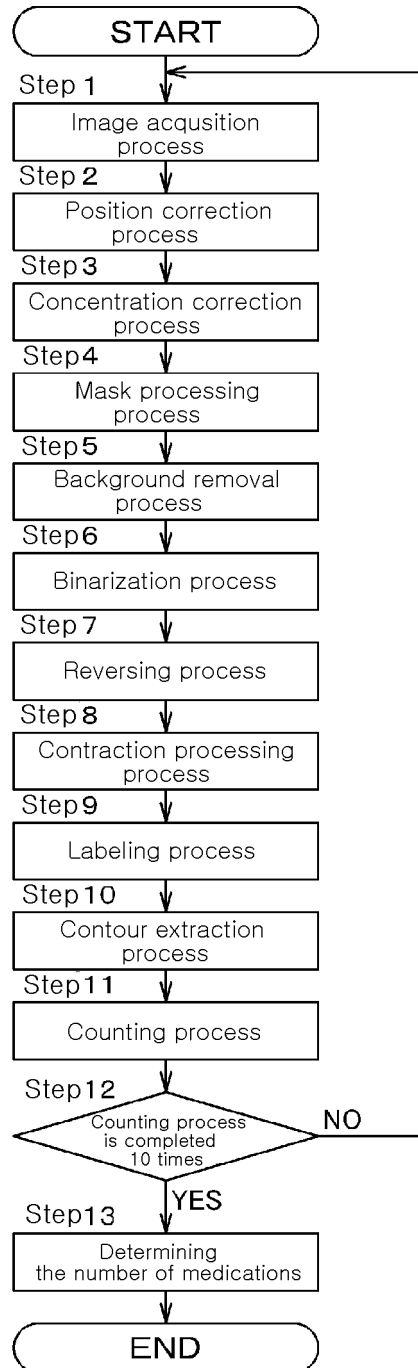 START
Step 1
Image acqusition
process
Step 2
Position correction
process
Step 3
Concentration correction
process
Step 4
Mask processing
process
Step 5
Background removal
process
Step 6
Binarization process
Step 7
Reversing process
Step 8
Contraction processing
process
Step 9
Labeling process
Step 10
Contour extraction
process
Step 11
Counting process
Step 12
Counting process
is completed
10 times
NO
YES
Step 13
Determining
the number of medications
END